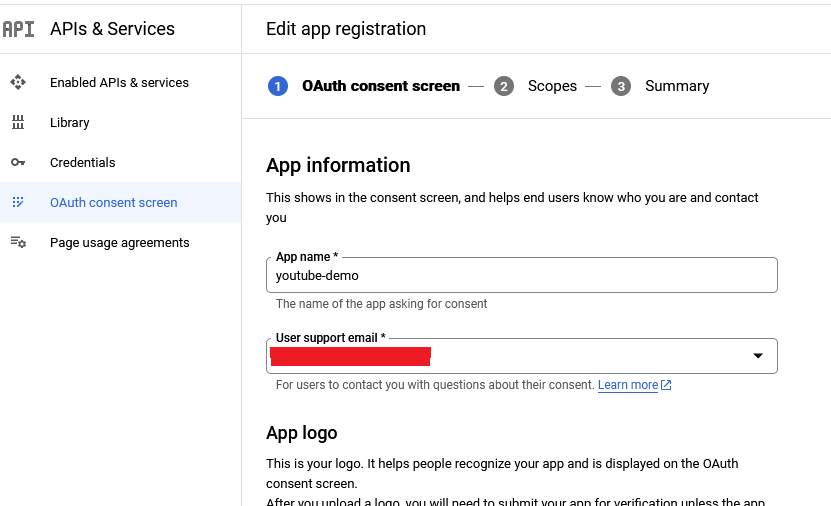 API APIs & Services
Edit app registration
Enabled APIs & services
Library
Credentials
OAuth consent screen
Page usage agreements
1 OAuth consent screen — 2 Scopes — 3 Summary
App information
This shows in the consent screen, and helps end users know who you are and contact
you
App name *
youtube-demo
The name of the app asking for consent
User support email *
For users to contact you with questions about their consent. Learn more
App logo
This is your logo. It helps people recognize your app and is displayed on the OAuth
consent screen.
After you upload a logo, you will need to submit your app for verification unless the app